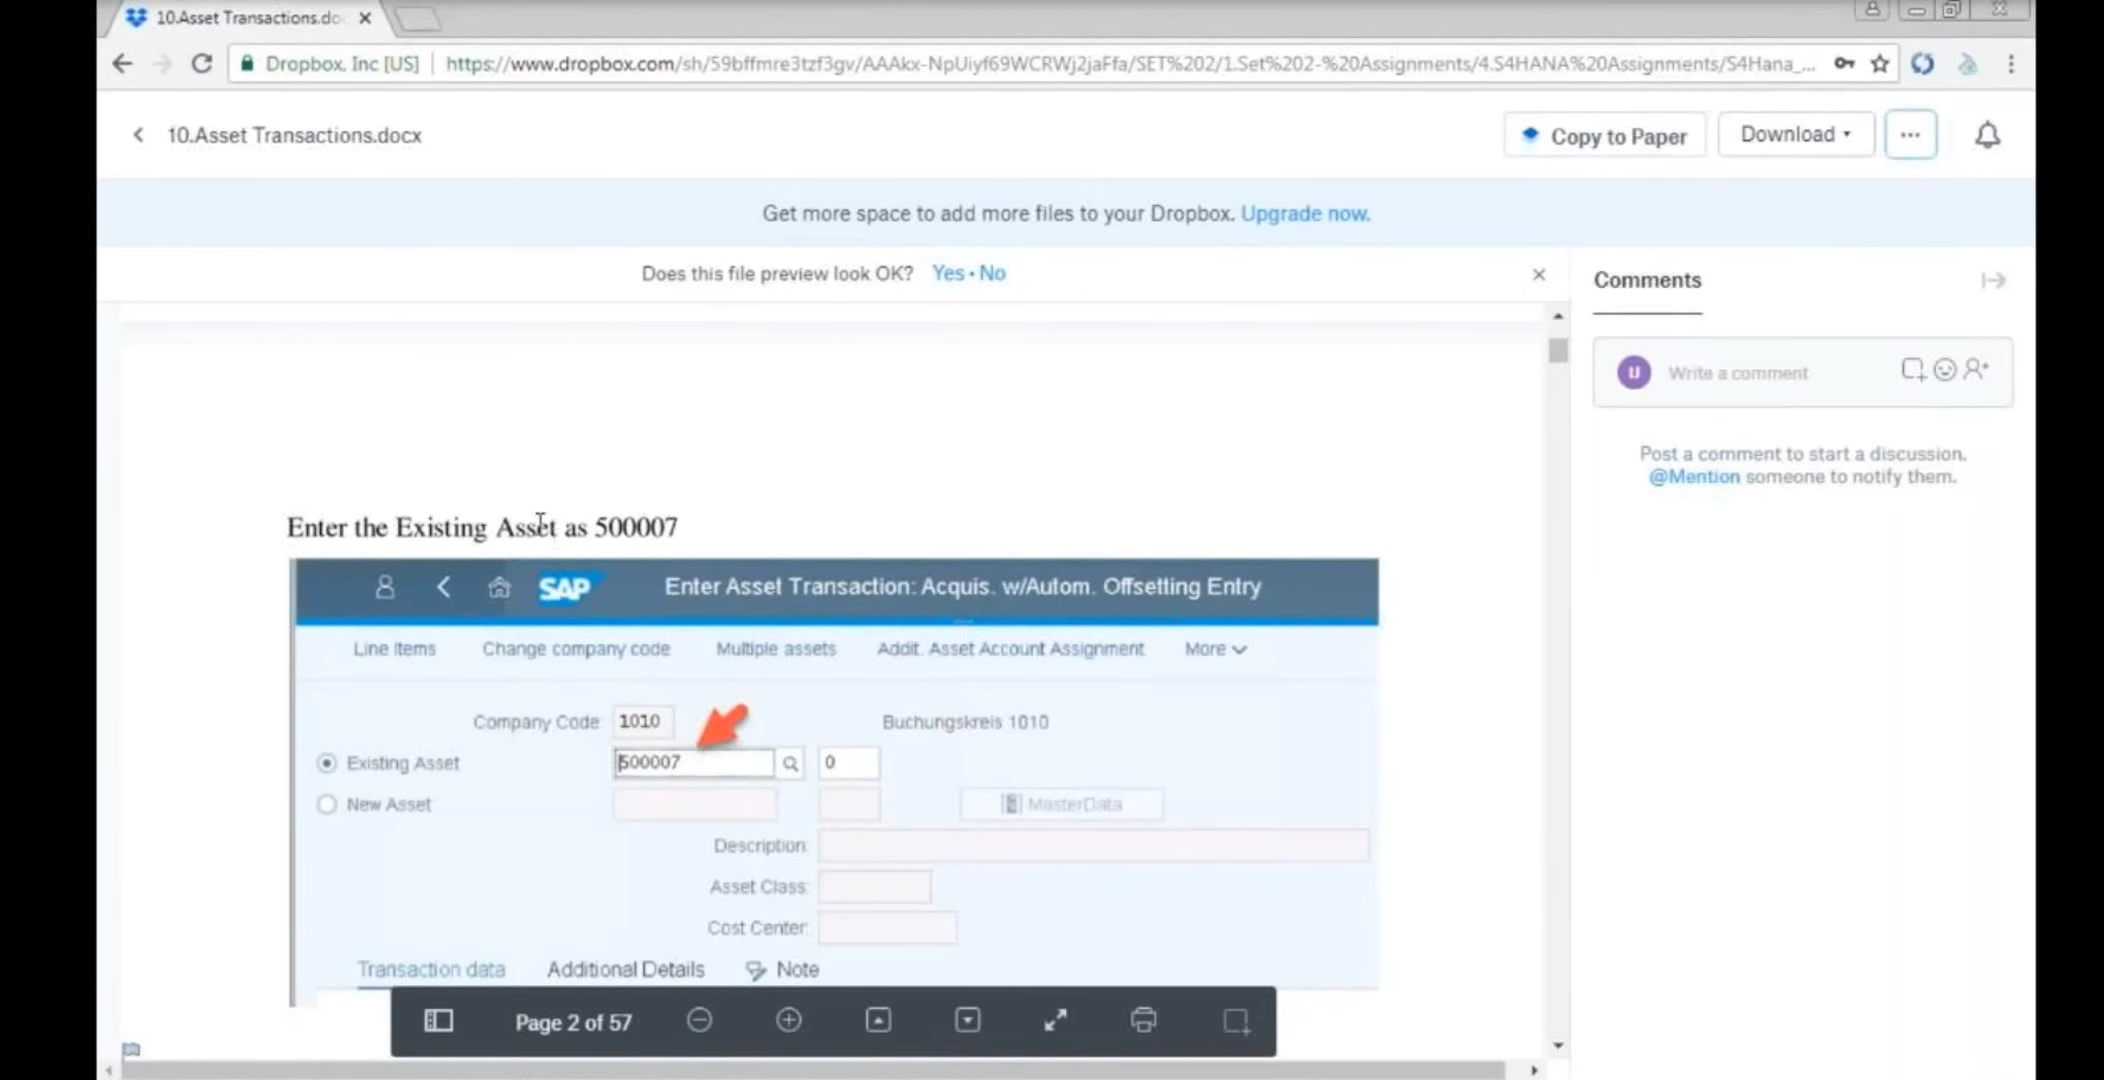 10.Asset Transactions.do
Dropbox, Inc [US] | https://www.dropbox.com/sh/59bffmre3tzf3gv/AAAkx-NpUiyf69WCRWj2jaFfa/SET%202/1.Set%202-%20Assignments/4.S4HANA%20Assignments/S4Hana_...
10.Asset Transactions.docx
Copy to Paper
Download
Get more space to add more files to your Dropbox. Upgrade now.
Does this file preview look OK? Yes · No
Comments
U
Write a comment
Post a comment to start a discussion.
@Mention someone to notify them.
Enter the Existing Asset as 500007
SAP Enter Asset Transaction: Acquis. w/Autom. Offsetting Entry
Line Items Change company code Multiple assets Addit. Asset Account Assignment More
Company Code: 1010 Buchungskreis 1010
Existing Asset 500007 0
New Asset MasterData
Description:
Asset Class:
Cost Center:
Transaction data Additional Details Note
Page 2 of 57